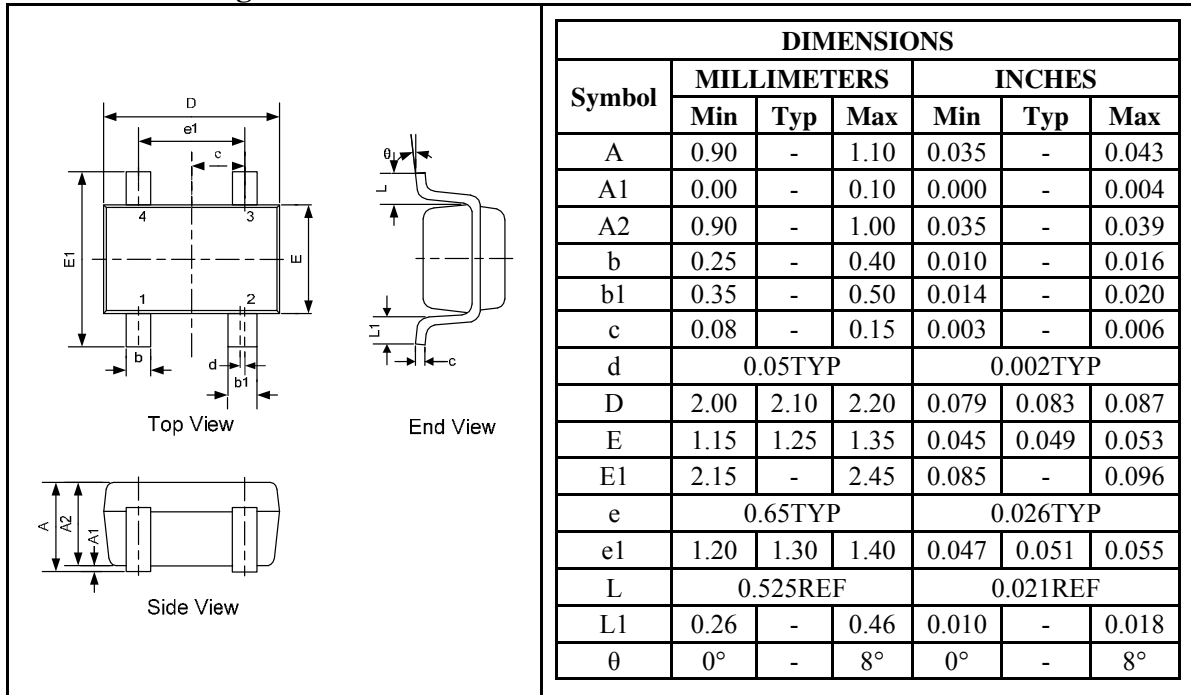 D
e1
c
4
3
E1
E
1
2
b
d
b1
Top View
θ
L
L1
c
End View
A
A2
A1
Side View
DIMENSIONS
Symbol MILLIMETERS INCHES
Min Typ Max Min Typ Max
A 0.90 - 1.10 0.035 - 0.043
A1 0.00 - 0.10 0.000 - 0.004
A2 0.90 - 1.00 0.035 - 0.039
b 0.25 - 0.40 0.010 - 0.016
b1 0.35 - 0.50 0.014 - 0.020
c 0.08 - 0.15 0.003 - 0.006
d 0.05TYP 0.002TYP
D 2.00 2.10 2.20 0.079 0.083 0.087
E 1.15 1.25 1.35 0.045 0.049 0.053
E1 2.15 - 2.45 0.085 - 0.096
e 0.65TYP 0.026TYP
e1 1.20 1.30 1.40 0.047 0.051 0.055
L 0.525REF 0.021REF
L1 0.26 - 0.46 0.010 - 0.018
θ 0° - 8° 0° - 8°